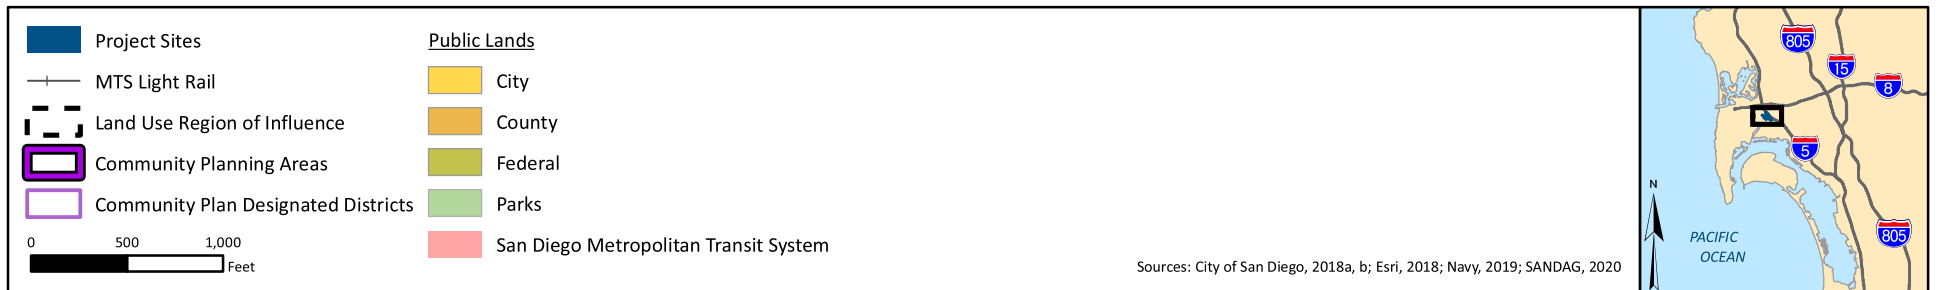 Project Sites
MTS Light Rail
Land Use Region of Influence
Community Planning Areas
Community Plan Designated Districts
0 500 1,000
Feet
Public Lands
City
County
Federal
Parks
San Diego Metropolitan Transit System
Sources: City of San Diego, 2018a, b; Esri, 2018; Navy, 2019; SANDAG, 2020
805
15
8
5
N
PACIFIC
OCEAN
805